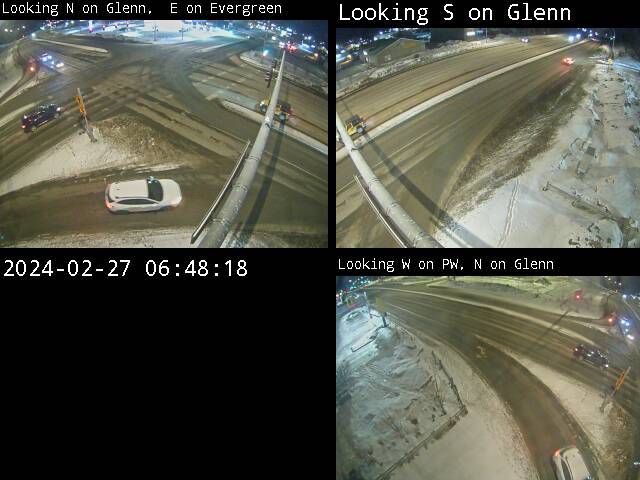 Looking N on Glenn,  E on Evergreen
Looking S on Glenn
2024-02-27 06:48:18
Looking W on PW, N on Glenn